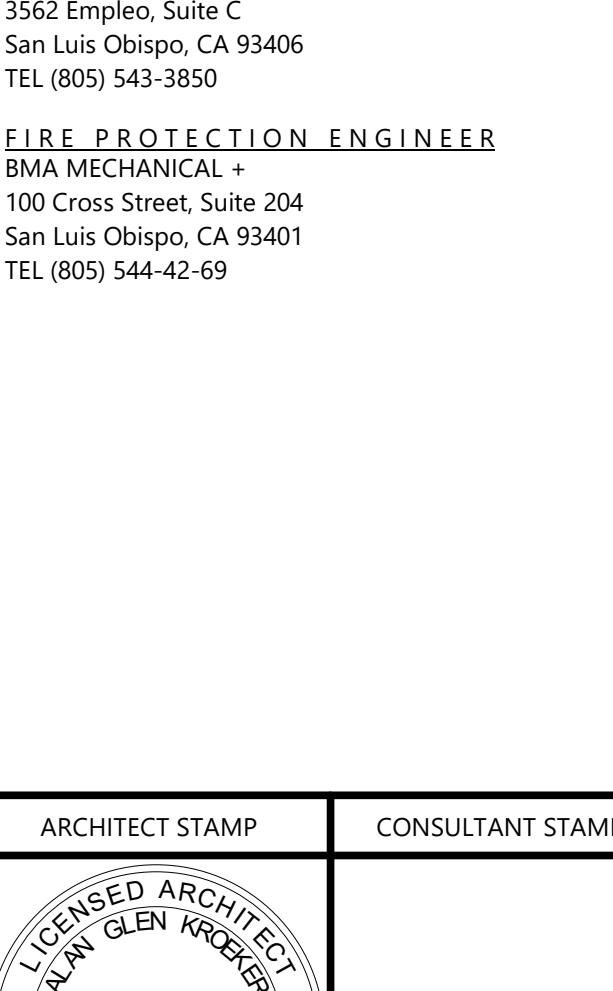 3562 Empleo, Suite C
San Luis Obispo, CA 93406
TEL (805) 543-3850
FIRE PROTECTION ENGINEER
BMA MECHANICAL +
100 Cross Street, Suite 204
San Luis Obispo, CA 93401
TEL (805) 544-42-69
ARCHITECT STAMP
CONSULTANT STAMP
LICENSED ARCHITECT
ALAN GLEN KROEKER